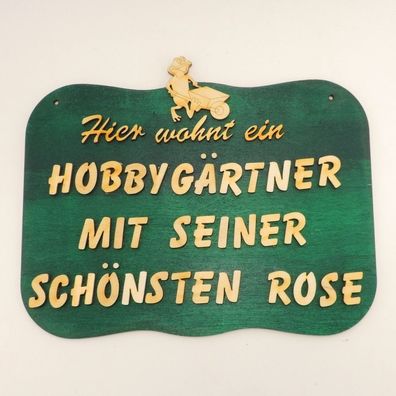 Hier wohnt ein
HOBBYGÄRTNER
MIT SEINER
SCHÖNSTEN ROSE